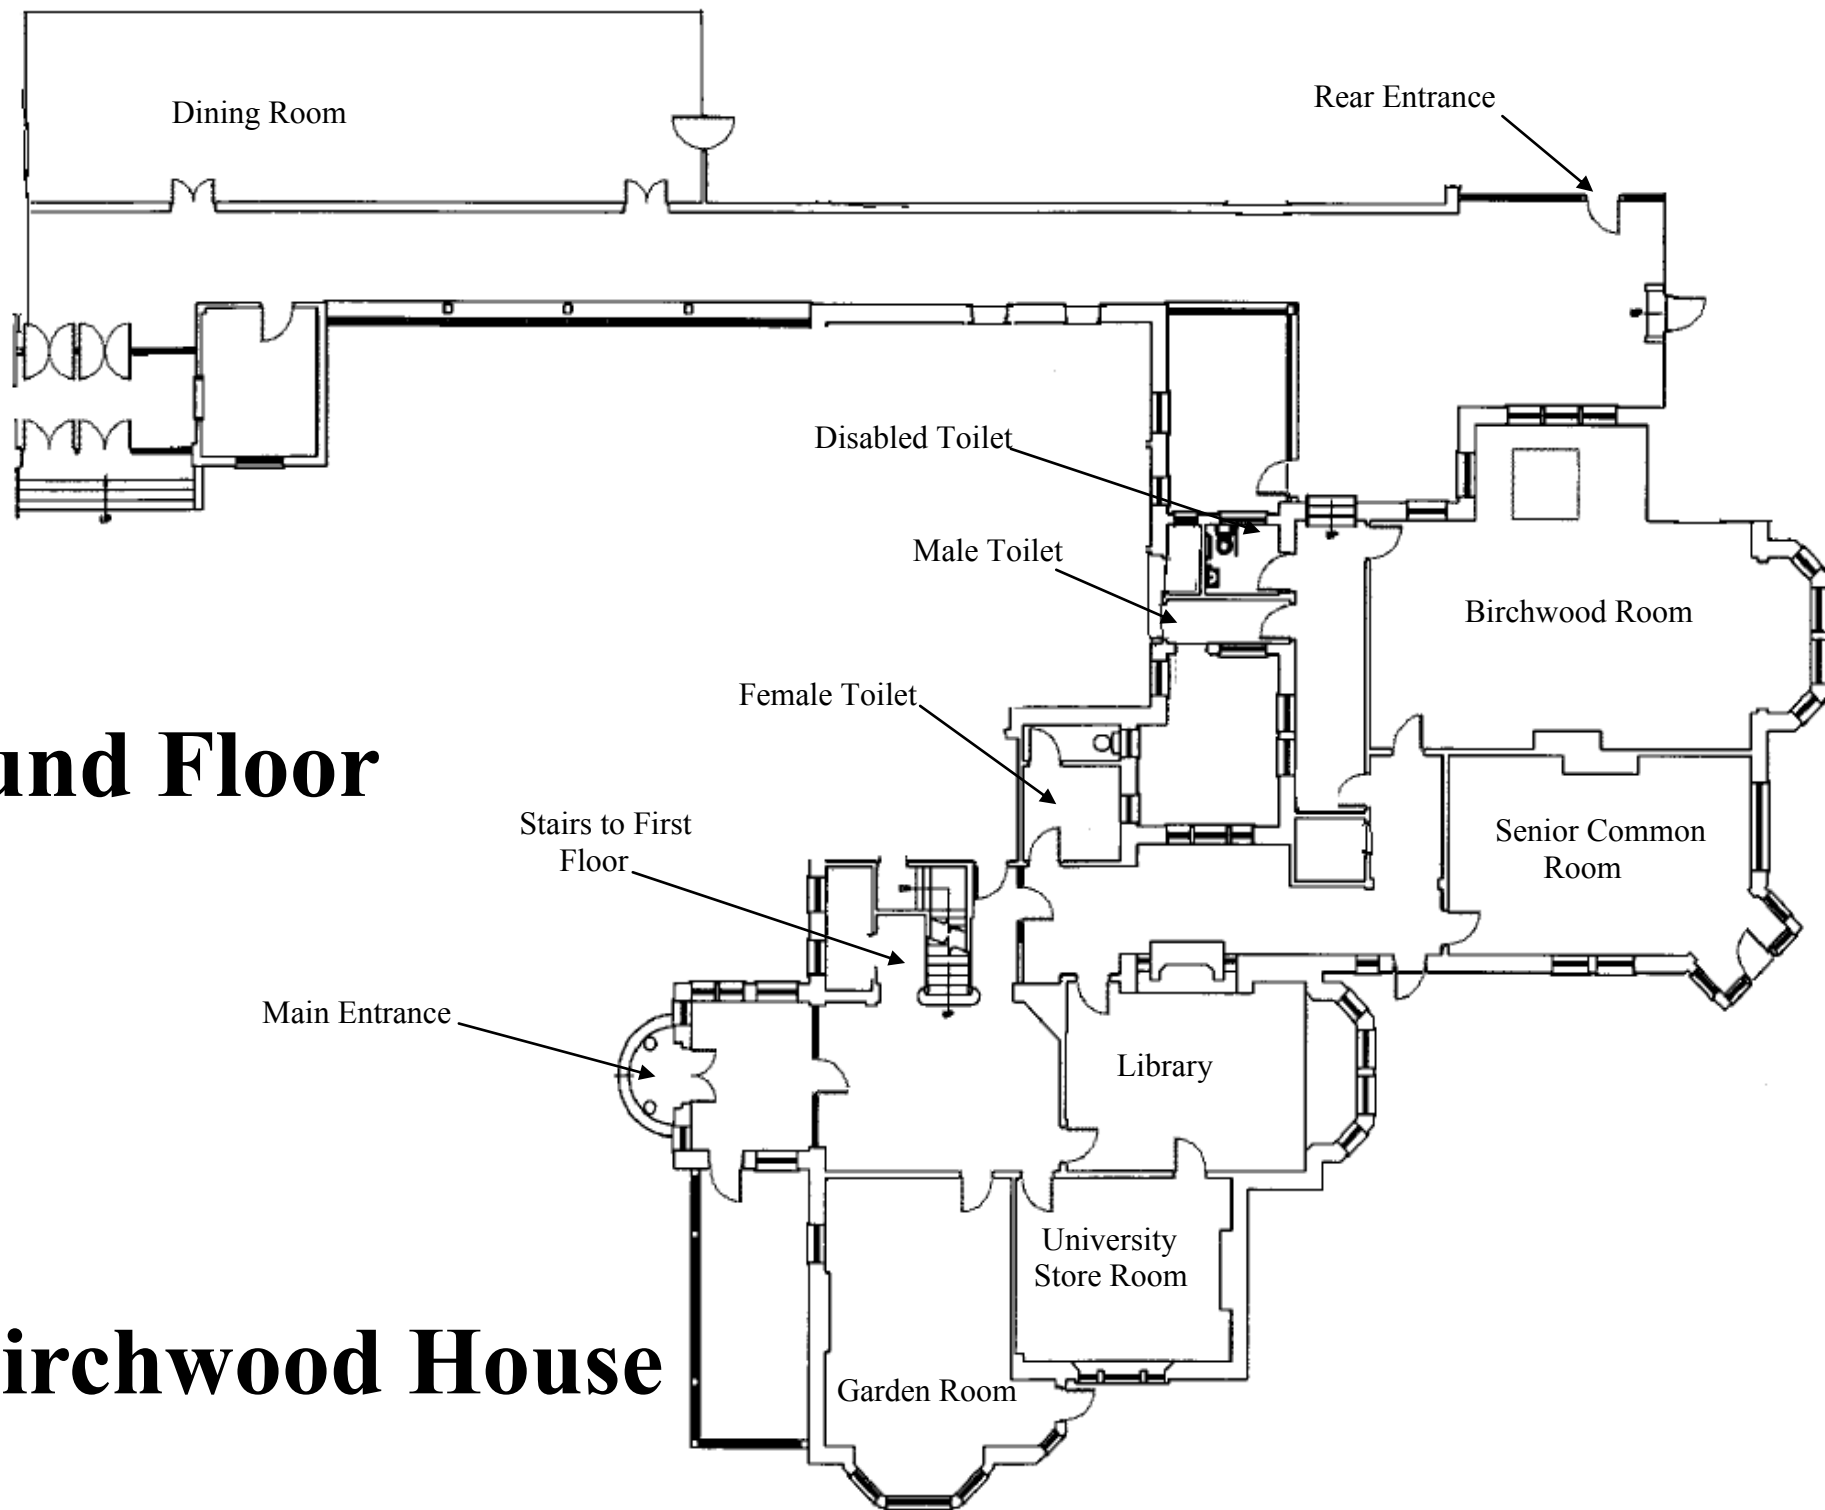 Dining Room
Rear Entrance
Disabled Toilet
Male Toilet
Birchwood Room
Female Toilet
und Floor
Stairs to First
Floor
Senior Common
Room
Main Entrance
Library
University
Store Room
irchwood House
Garden Room